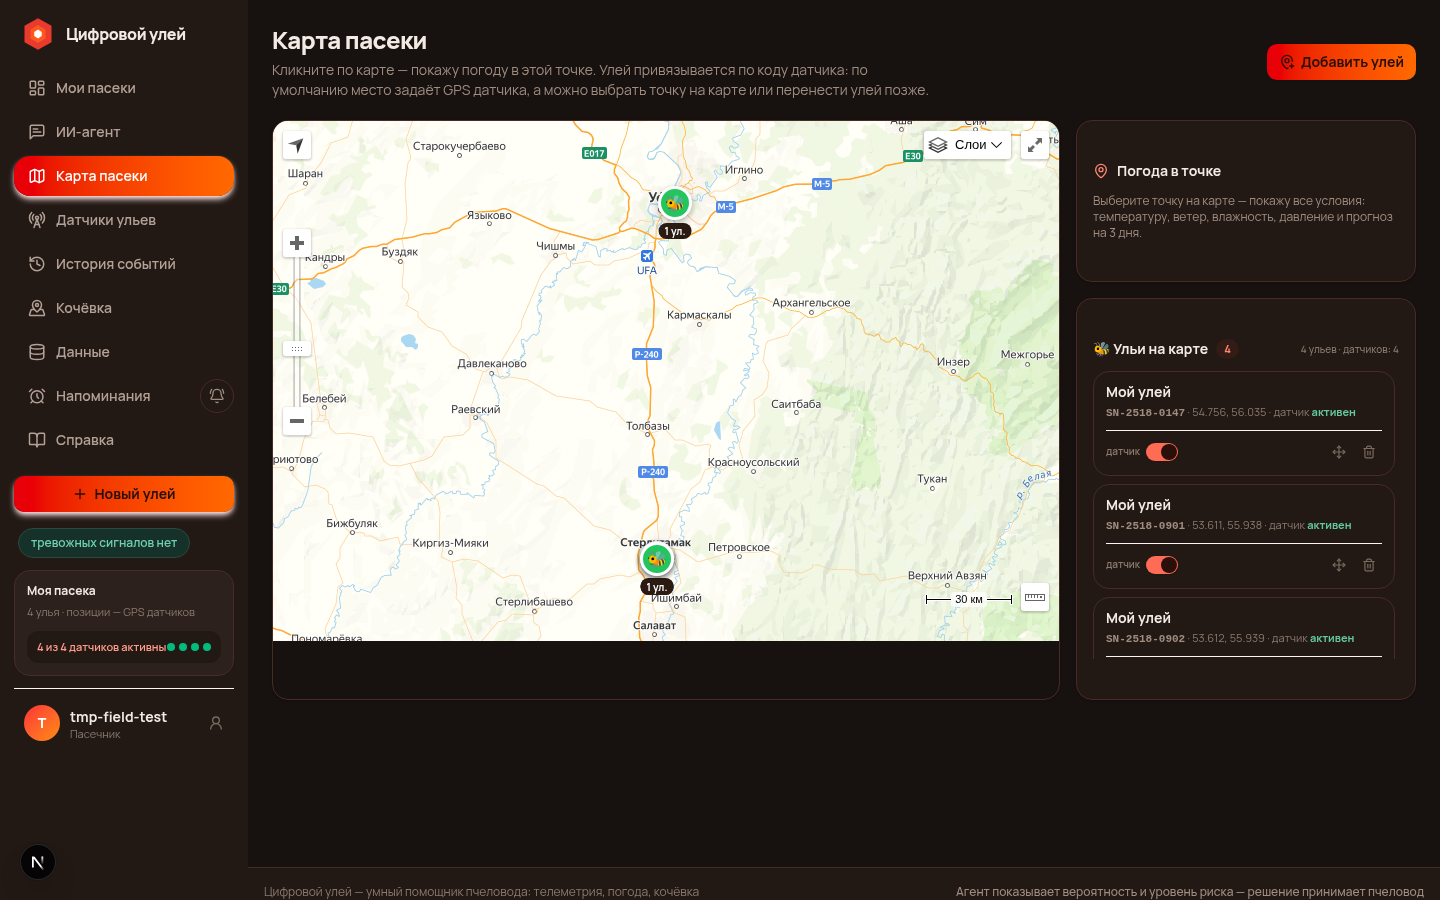 Цифровой улей
Мои пасеки
ИИ-агент
Карта пасеки
Датчики ульев
История событий
Кочёвка
Данные
Напоминания
Справка
Новый улей
тревожных сигналов нет
Моя пасека
4 улья · позиции — GPS датчиков
4 из 4 датчиков активны
T
tmp-field-test
Пасечник
N
Карта пасеки
Кликните по карте — покажу погоду в этой точке. Улей привязывается по коду датчика: по
умолчанию место задаёт GPS датчика, а можно выбрать точку на карте или перенести улей позже.
Добавить улей
Аша
Сим
Слои
Старокучербаево
E017
E30
Иглино
Шаран
М-5
М-5
Языково
1 ул.
Чишмы
Буздяк
Кандры
UFA
E30
Архангельское
Кармаскалы
Р-240
Инзер
Межгорье
Давлеканово
Белебей
Раевский
Саитбаба
Толбазы
риютово
Красноусольский
Р-240
Тукан
р. Белая
Бижбуляк
Киргиз-Мияки
Петровское
Верхний Авзян
1 ул.
Ишимбай
Стерлибашево
30 км
Салават
Пономарёвка
Погода в точке
Выберите точку на карте — покажу все условия:
температуру, ветер, влажность, давление и прогноз
на 3 дня.
Ульи на карте 4
4 ульев · датчиков: 4
Мой улей
SN-2518-0147 · 54.756, 56.035 · датчик активен
датчик
Мой улей
SN-2518-0901 · 53.611, 55.938 · датчик активен
датчик
Мой улей
SN-2518-0902 · 53.612, 55.939 · датчик активен
Цифровой улей — умный помощник пчеловода: телеметрия, погода, кочёвка
Агент показывает вероятность и уровень риска — решение принимает пчеловод